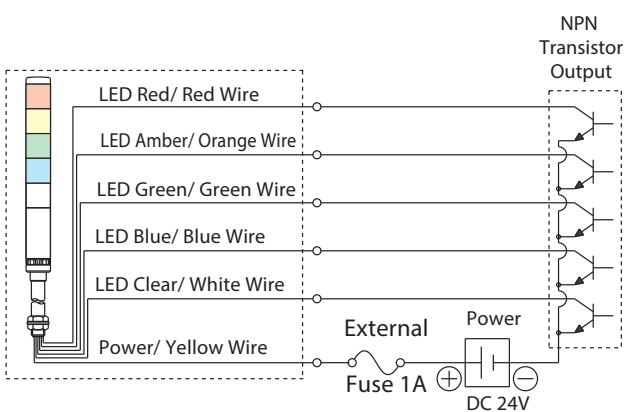 NPN
Transistor
Output
LED Red/ Red Wire
LED Amber/ Orange Wire
LED Green/ Green Wire
LED Blue/ Blue Wire
LED Clear/ White Wire
Power/ Yellow Wire
External
Fuse 1A
Power
+
−
DC 24V